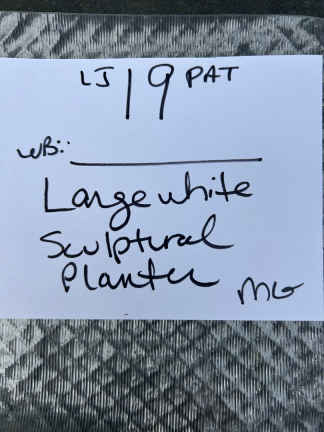 LJ 19 PAT
WB::
Large white
Sculptural
Planter
MG